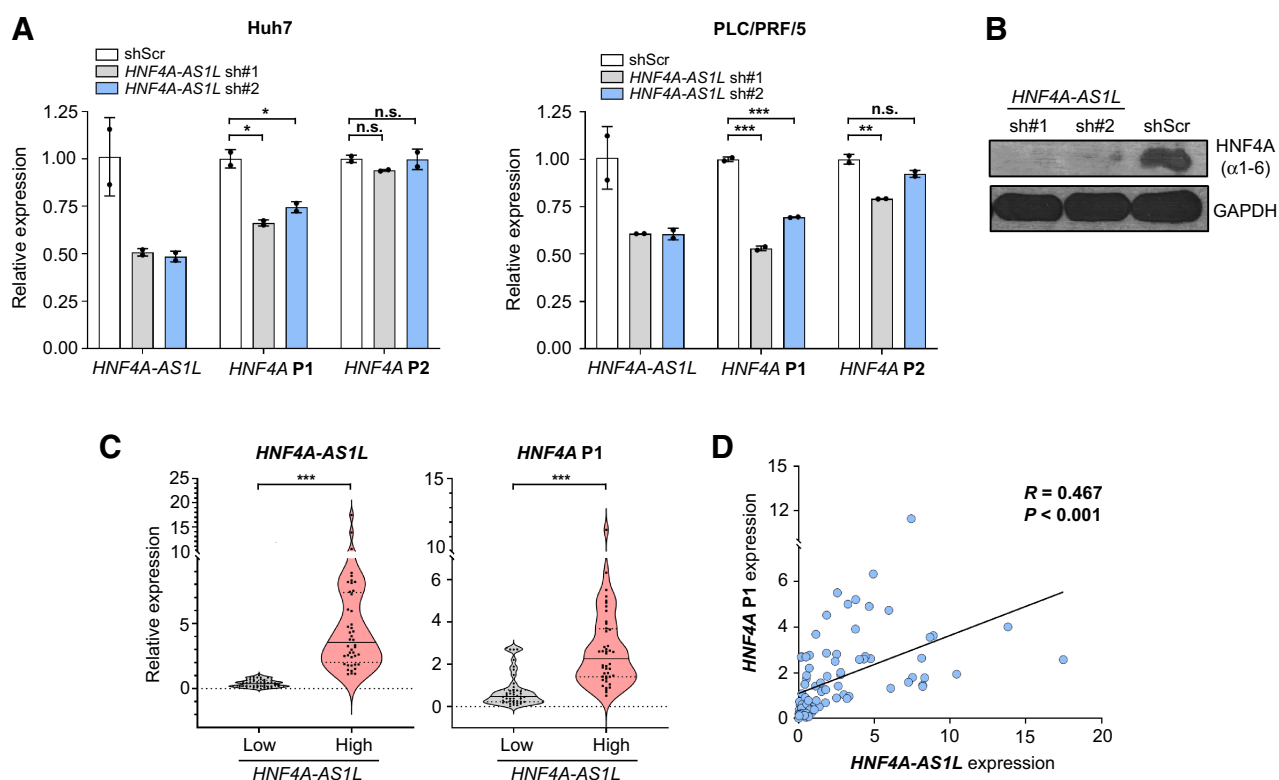 A
Huh7
shScr
HNF4A-AS1L sh#1
HNF4A-AS1L sh#2
Relative expression
1.25
1.00
0.75
0.50
0.25
0.00
*
*
n.s.
n.s.
HNF4A-AS1L HNF4A P1 HNF4A P2
PLC/PRF/5
shScr
HNF4A-AS1L sh#1
HNF4A-AS1L sh#2
Relative expression
1.25
1.00
0.75
0.50
0.25
0.00
***
***
n.s.
**
HNF4A-AS1L HNF4A P1 HNF4A P2
B
HNF4A-AS1L
sh#1 sh#2 shScr
HNF4A
(α1-6)
GAPDH
C
HNF4A-AS1L
Relative expression
25
20
15
10
5
0
***
Low High
HNF4A-AS1L
HNF4A P1
15
10
6
4
2
0
***
Low High
HNF4A-AS1L
D
HNF4A P1 expression
15
12
6
4
2
0
R = 0.467
P < 0.001
0 5 10 15 20
HNF4A-AS1L expression